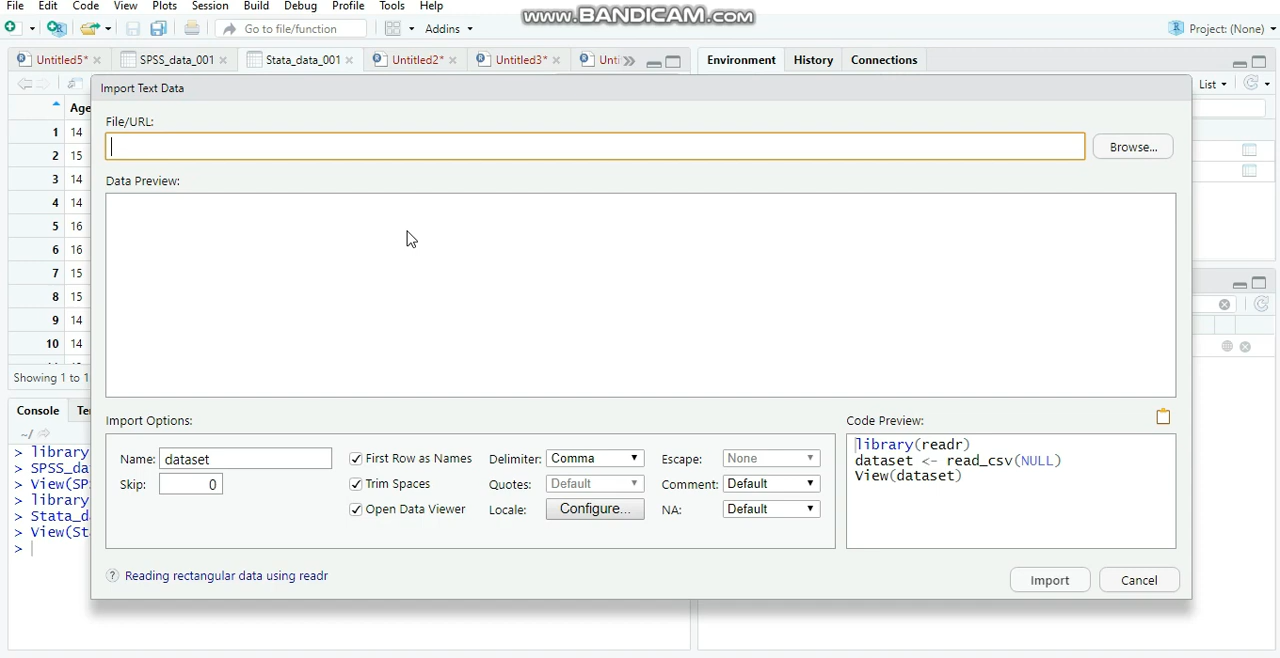 File Edit Code View Plots Session Build Debug Profile Tools Help
www.BANDICAM.com
Go to file/function
Addins
Project: (None)
Untitled5*
SPSS_data_001
Stata_data_001
Untitled2*
Untitled3*
Unti
Environment History Connections
Import Text Data
List
File/URL:
Browse...
Data Preview:
Age
1 14
2 15
3 14
4 14
5 16
6 16
7 15
8 15
9 14
10 14
Showing 1 to 1
Console Te
~/
> library
> SPSS_da
> View(SP
> library
> Stata_d
> View(St
>
Import Options:
Name: dataset
Skip: 0
First Row as Names
Trim Spaces
Open Data Viewer
Delimiter: Comma
Quotes: Default
Locale: Configure...
Escape: None
Comment: Default
NA: Default
Code Preview:
library(readr)
dataset <- read_csv(NULL)
View(dataset)
Reading rectangular data using readr
Import
Cancel